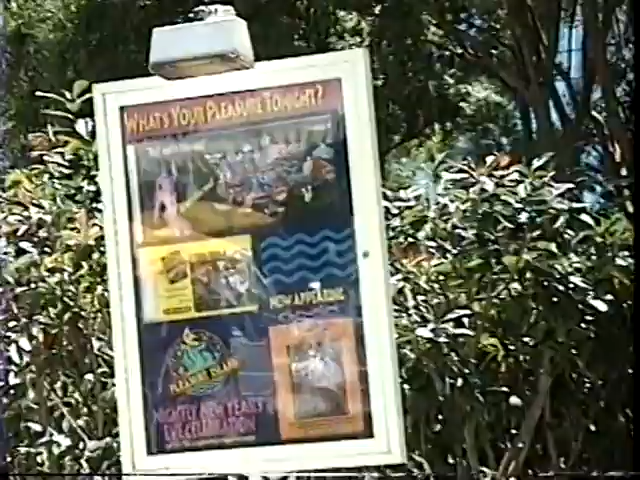 WHAT'S YOUR PLEASURE TONIGHT?
NOW APPEARING
PLEASURE ISLAND
NIGHTLY NEW YEAR'S
EVE CELEBRATION